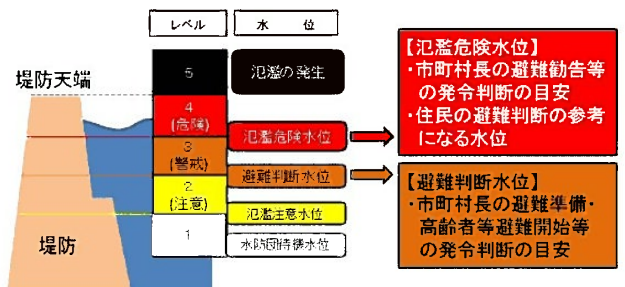 レベル
水 位
5
氾濫の発生
堤防天端
4
(危険)
氾濫危険水位
3
(警戒)
避難判断水位
2
(注意)
氾濫注意水位
1
水防団待機水位
堤防
【氾濫危険水位】
・市町村長の避難勧告等
の発令判断の目安
・住民の避難判断の参考
になる水位
【避難判断水位】
・市町村長の避難準備・
高齢者等避難開始等
の発令判断の目安